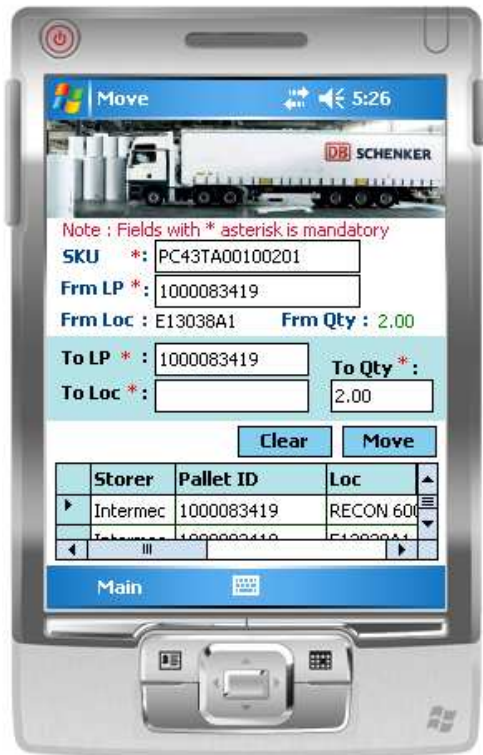 Move 5:26
DB SCHENKER
Note : Fields with * asterisk is mandatory
SKU *: PC43TA00100201
Frm LP *: 1000083419
Frm Loc : E13038A1 Frm Qty : 2.00
To LP * : 1000083419 To Qty * :
To Loc * : 2.00
Clear Move
Storer Pallet ID Loc
Intermec 1000083419 RECON 600
Main